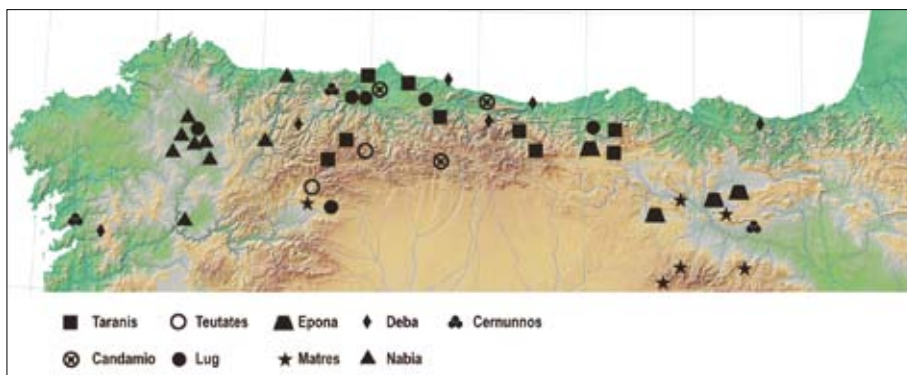 Taranis Teutates Epona Deba Cernunnos
Candamio Lug Matres Nabia